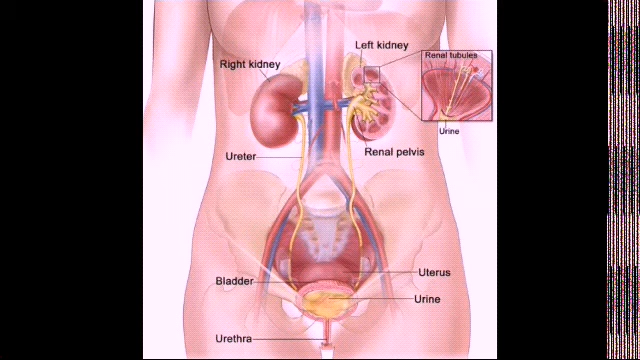 Left kidney
Right kidney
Renal tubules
Urine
Renal pelvis
Ureter
Uterus
Bladder
Urine
Urethra